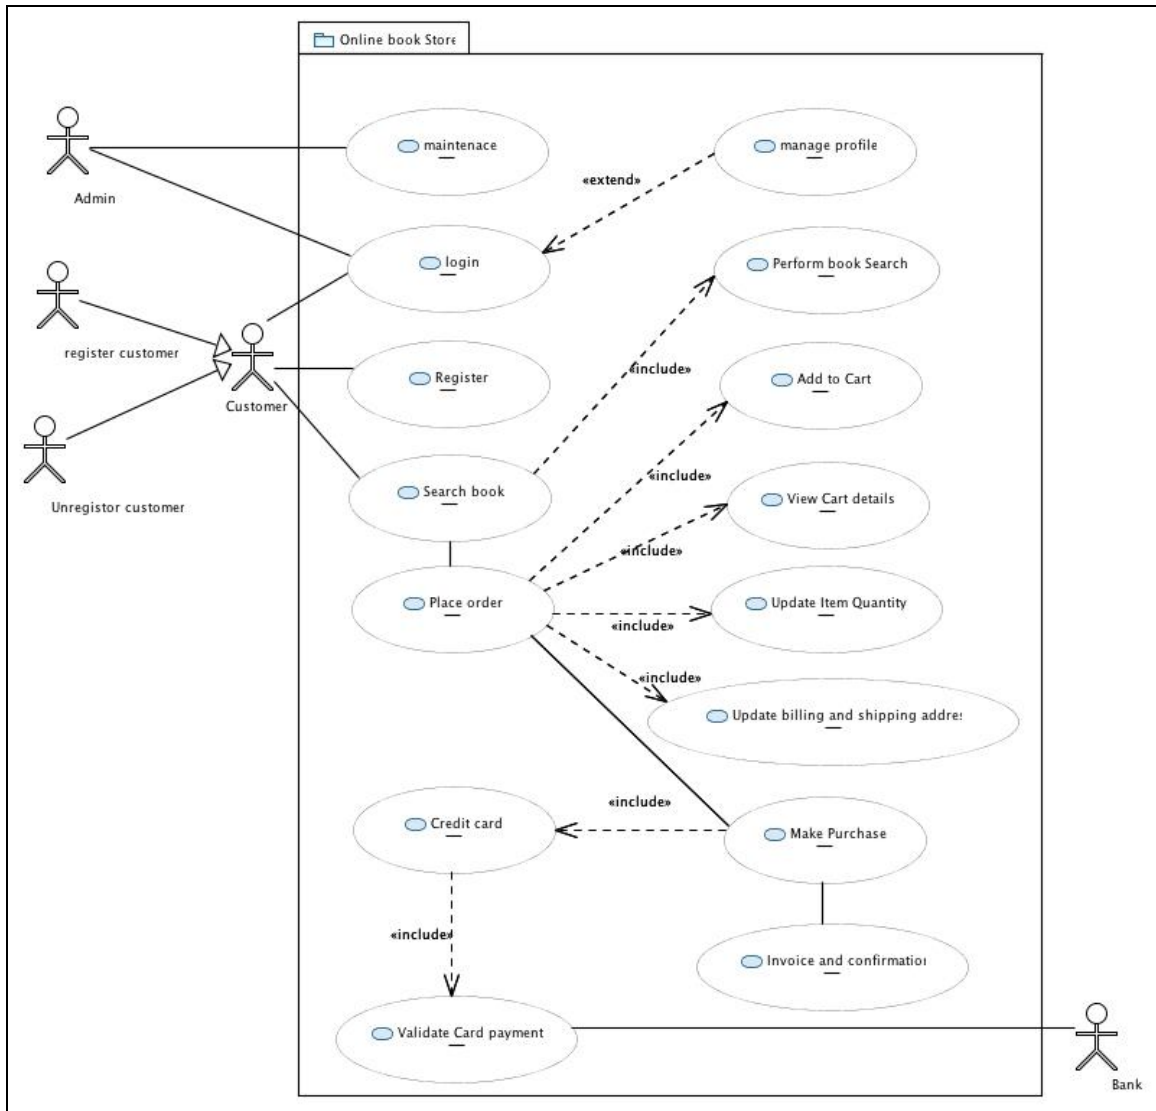 Online book Store
maintenace
manage profile
«extend»
Admin
login
Perform book Search
register customer
«include»
Register
Add to Cart
Customer
«include»
Search book
View Cart details
Unregistor customer
«include»
Place order
Update Item Quantity
«include»
«include»
Update billing and shipping addres
«include»
Credit card
Make Purchase
«include»
Invoice and confirmation
Validate Card payment
Bank